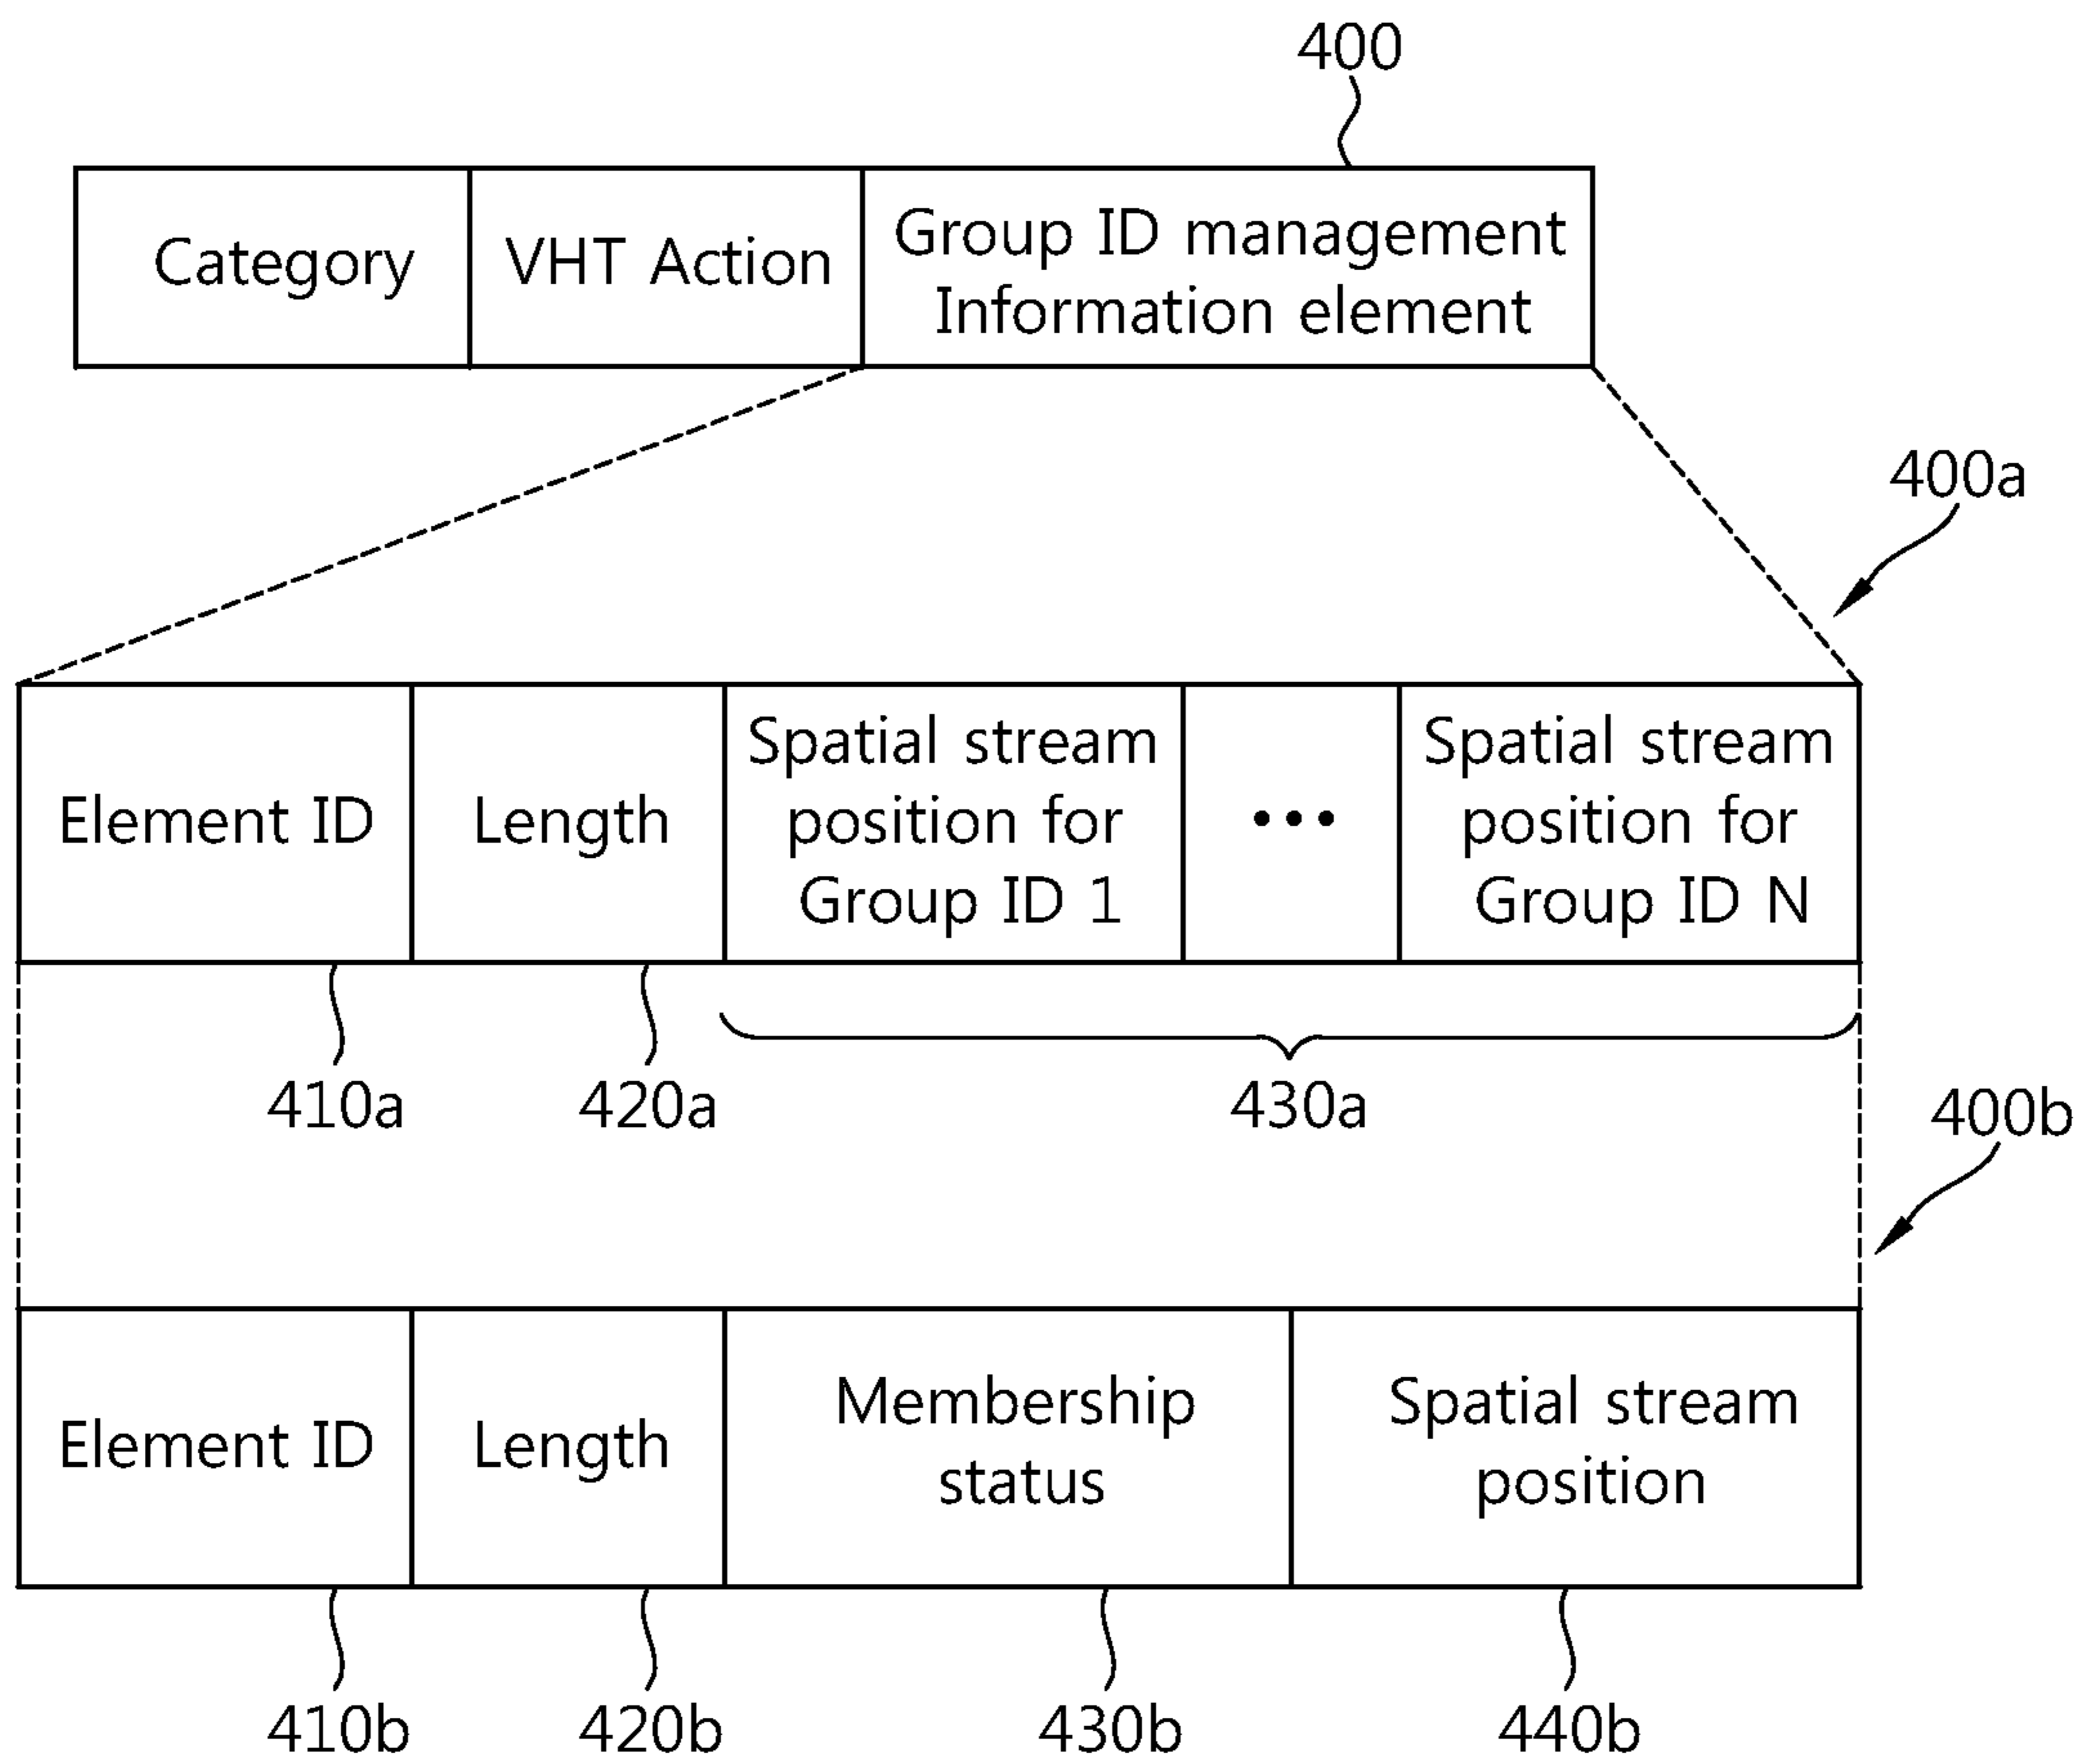 400
Category
VHT Action
Group ID management
Information element
400a
Element ID
Length
Spatial stream
position for
Group ID 1
•••
Spatial stream
position for
Group ID N
410a
420a
430a
400b
Element ID
Length
Membership
status
Spatial stream
position
410b
420b
430b
440b